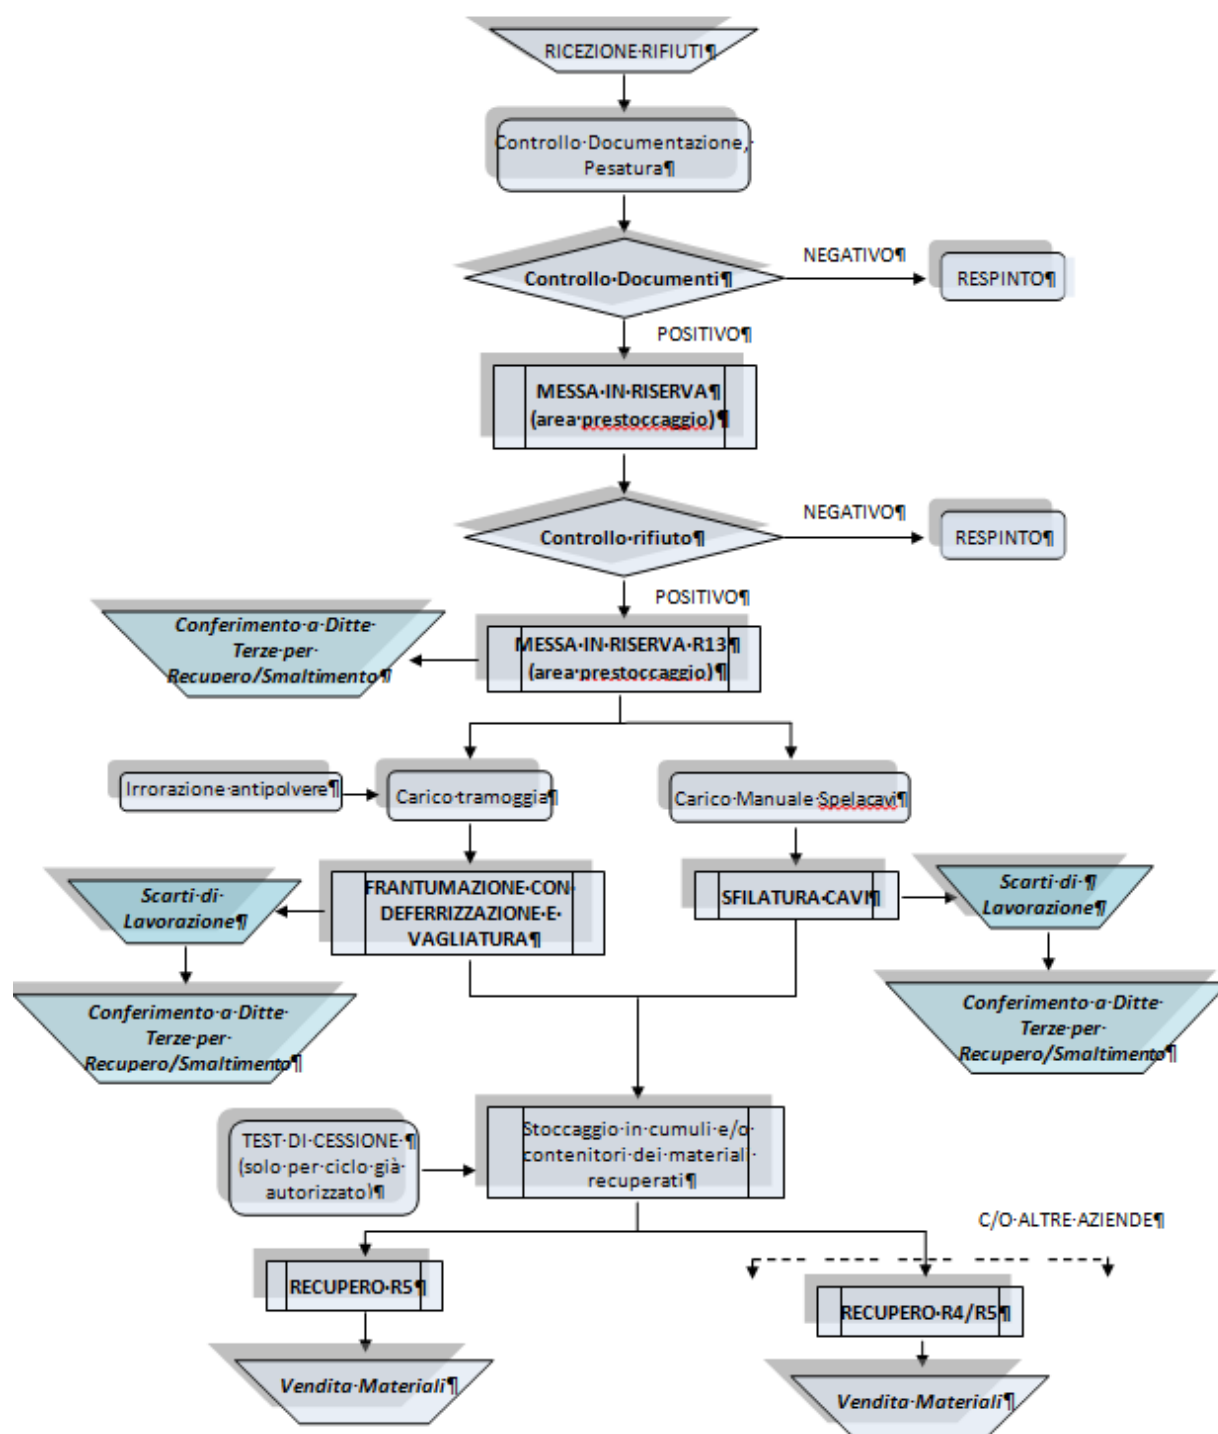 RICEZIONE·RIFIUTI¶
Controllo·Documentazione,·
Pesatura¶
Controllo·Documenti¶
NEGATIVO¶
RESPINTO¶
POSITIVO¶
MESSA·IN·RISERVA¶
(area·prestoccaggio)¶
Controllo·rifiuto¶
NEGATIVO¶
RESPINTO¶
POSITIVO¶
Conferimento·a·Ditte·
Terze·per·
Recupero/Smaltimento¶
MESSA·IN·RISERVA·R13¶
(area·prestoccaggio)¶
Irrorazione·antipolvere¶
Carico·tramoggia¶
Carico·Manuale·Spelacavi¶
Scarti·di·
Lavorazione¶
FRANTUMAZIONE·CON·
DEFERRIZZAZIONE·E·
VAGLIATURA¶
SFILATURA·CAVI¶
Scarti·di·¶
Lavorazione¶
Conferimento·a·Ditte·
Terze·per·
Recupero/Smaltimento¶
Conferimento·a·Ditte·
Terze·per·
Recupero/Smaltimento¶
TEST·DI·CESSIONE·¶
(solo·per·ciclo·già·
autorizzato)¶
Stoccaggio·in·cumuli·e/o·
contenitori·dei·materiali·
recuperati¶
C/O·ALTRE·AZIENDE¶
RECUPERO·R5¶
RECUPERO·R4/R5¶
Vendita·Materiali¶
Vendita·Materiali¶